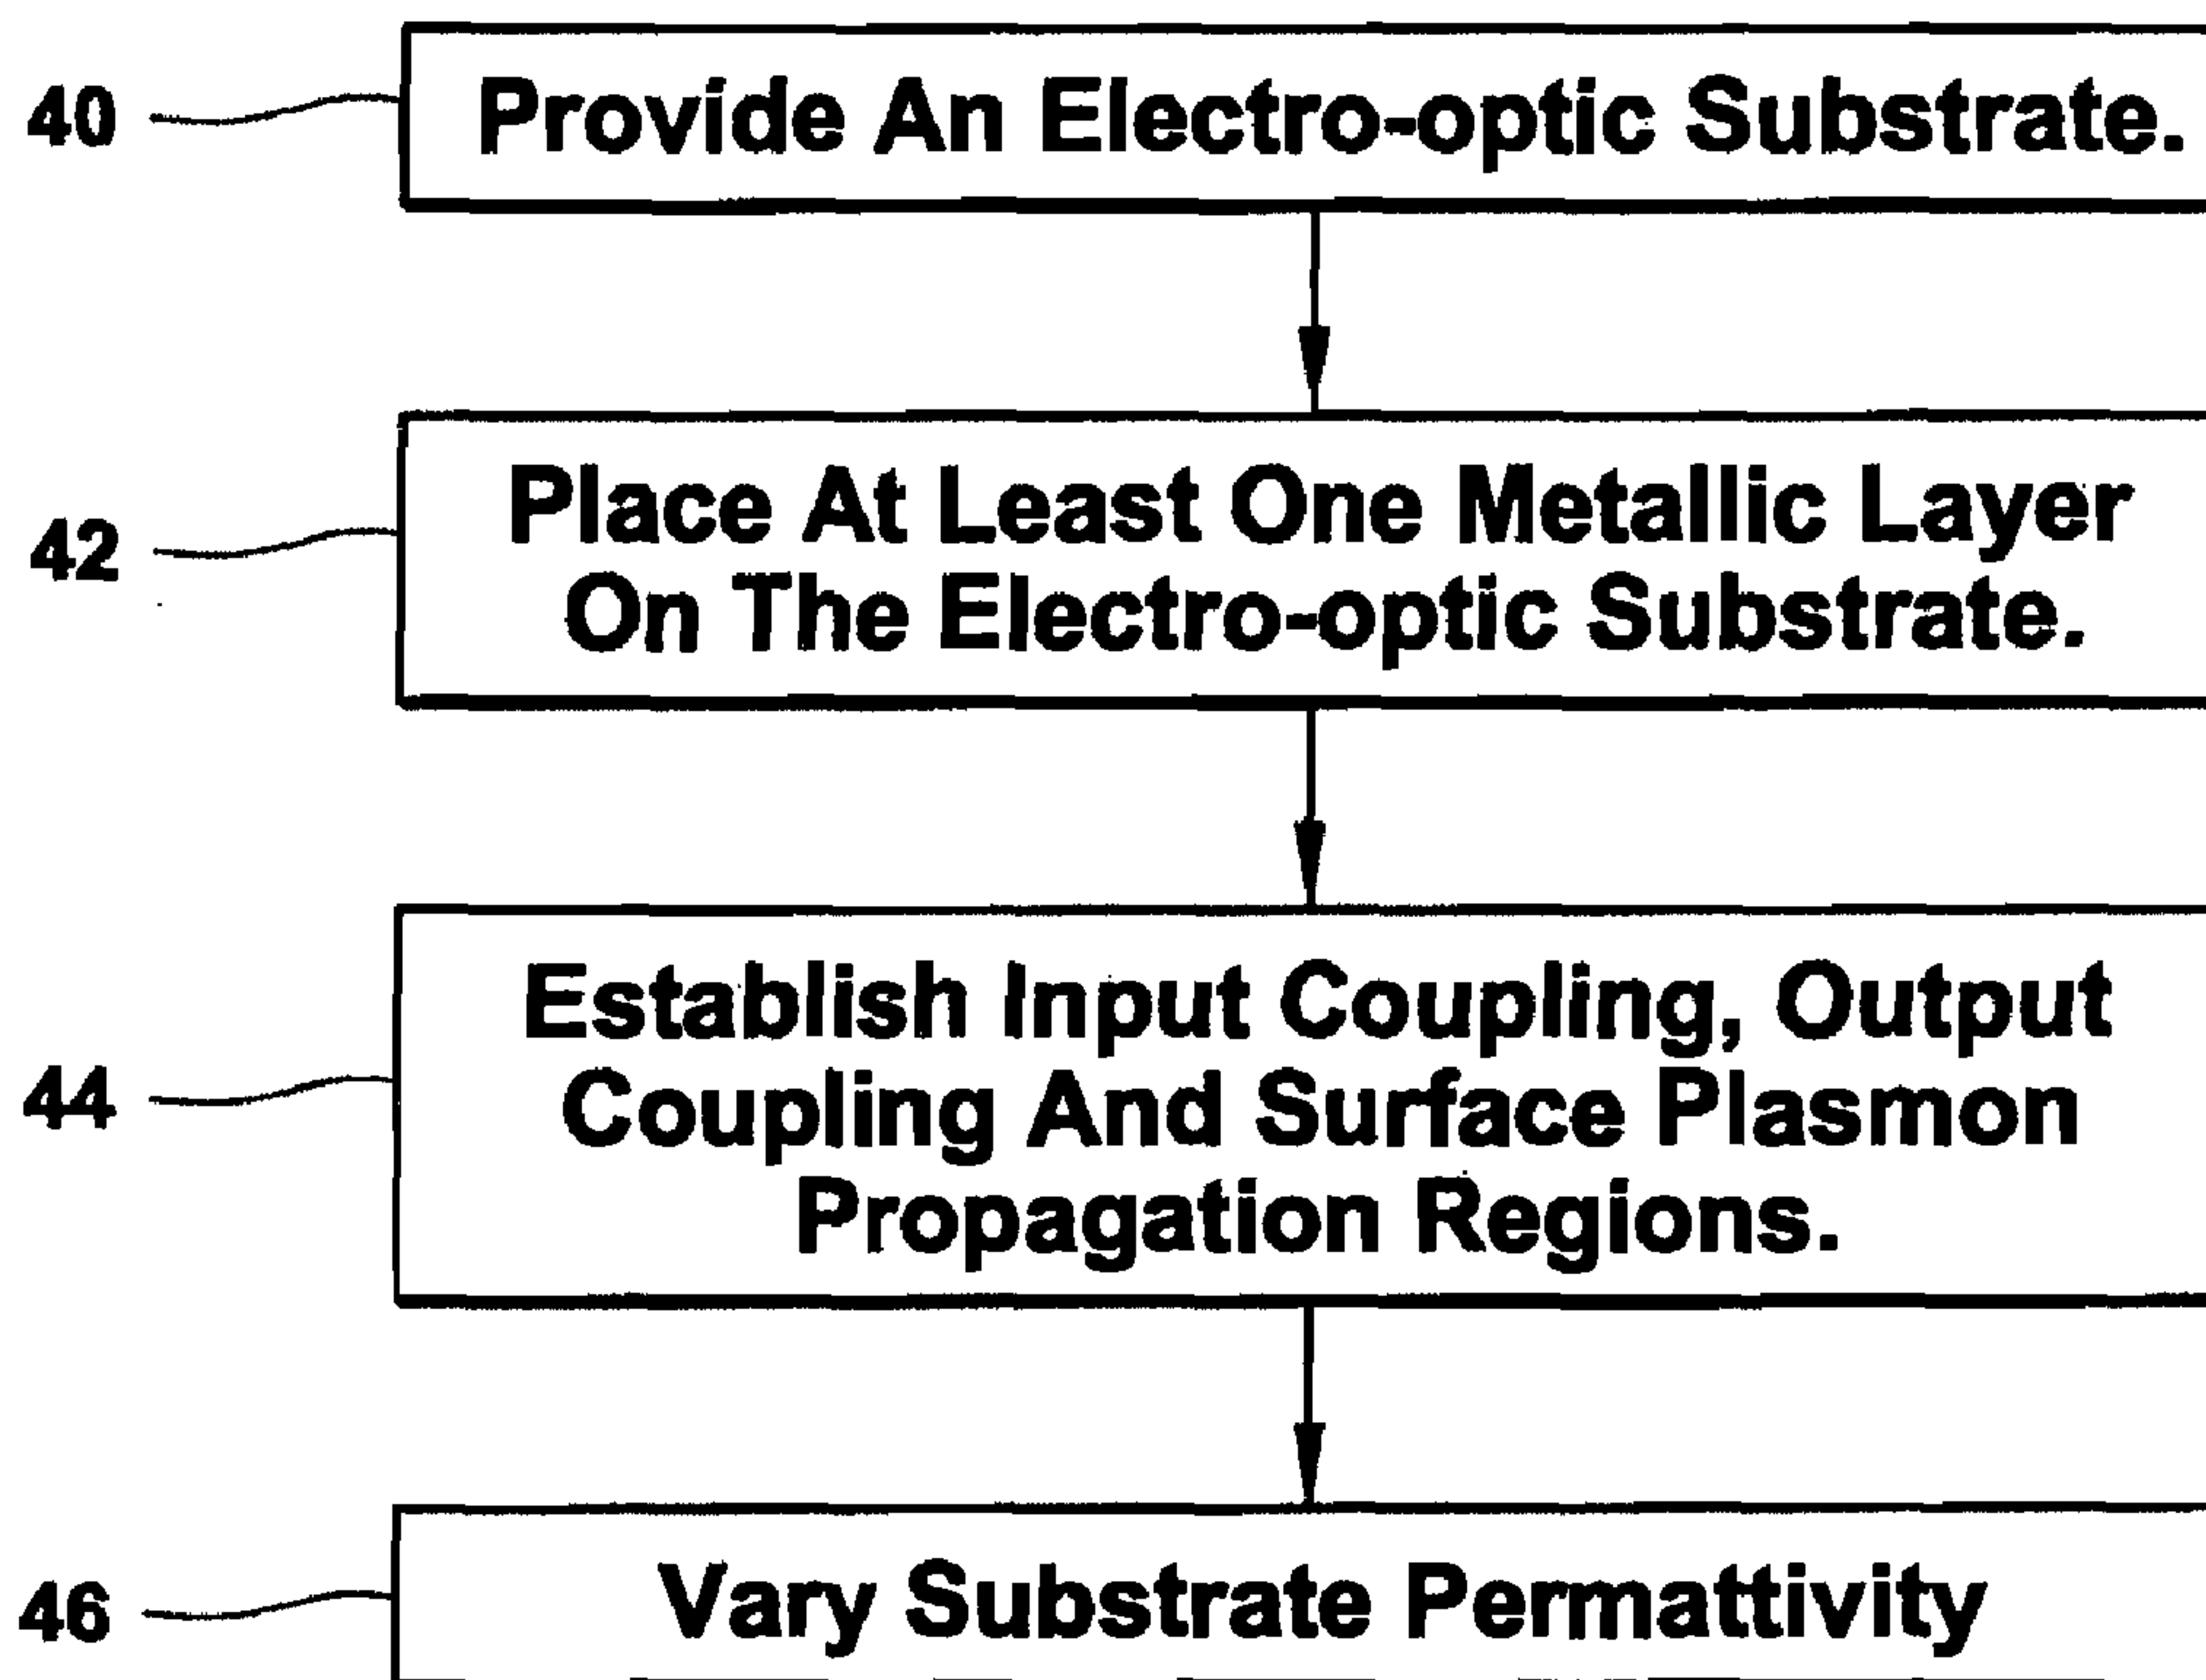 40 Provide An Electro-optic Substrate.
42 Place At Least One Metallic Layer
On The Electro-optic Substrate.
Establish Input Coupling, Output
44 Coupling And Surface Plasmon
Propagation Regions.
46 Vary Substrate Permattivity